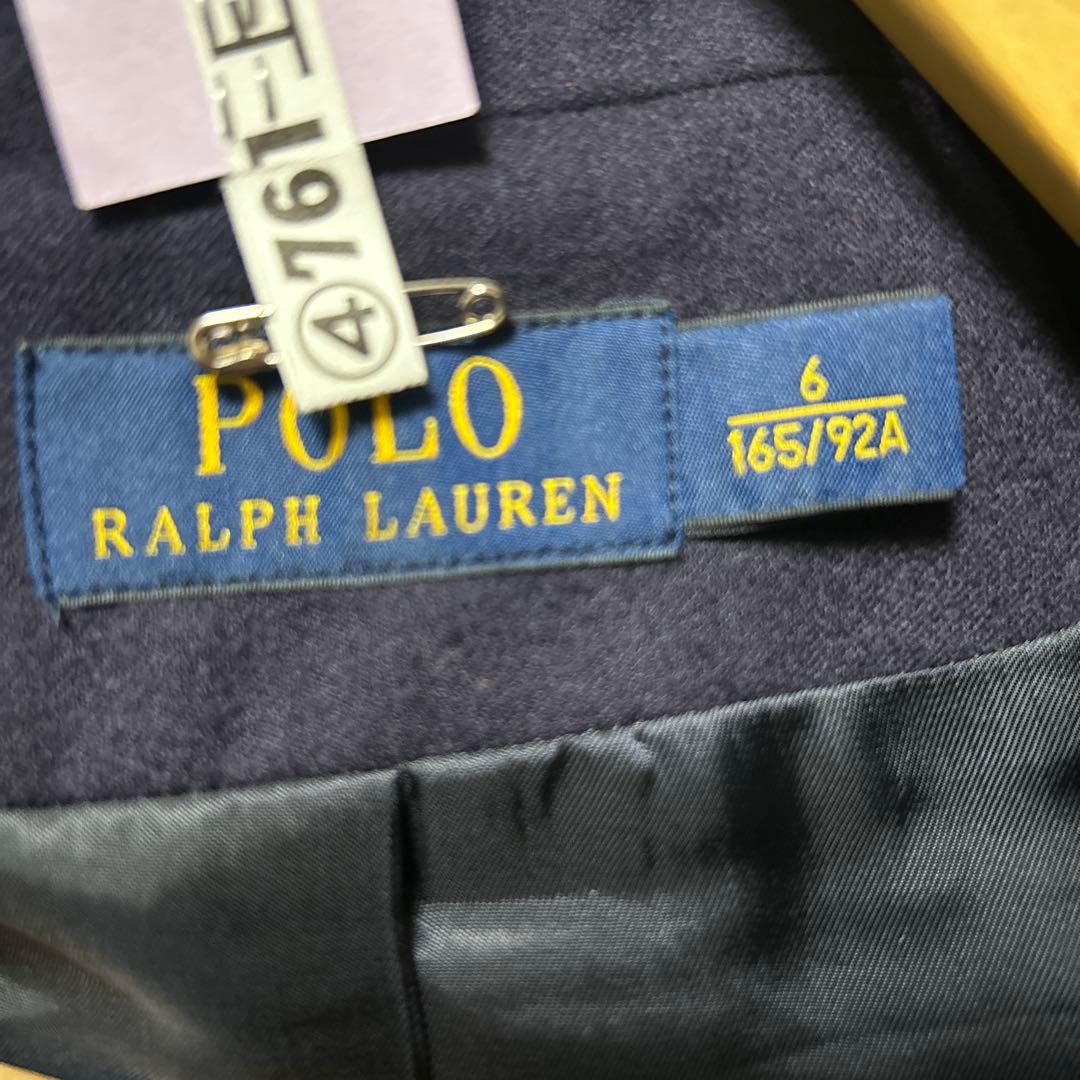 ④761-
POLO
RALPH LAUREN
6
165/92A